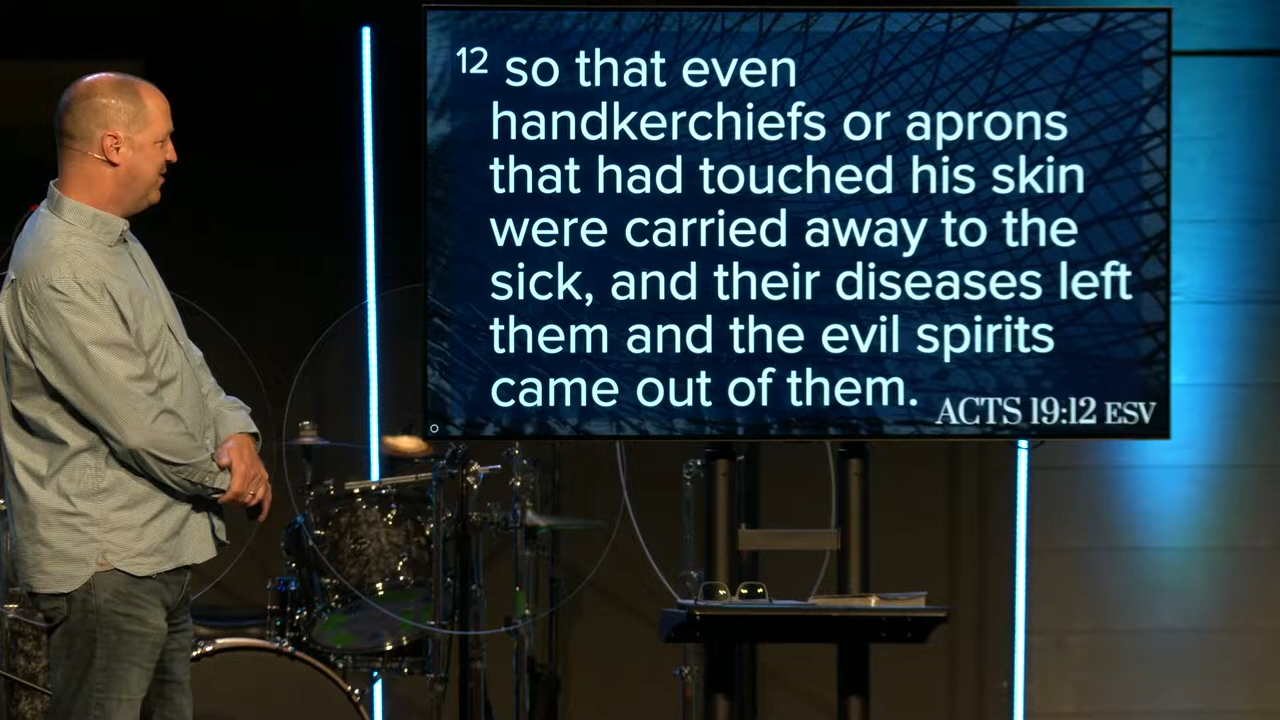 12 so that even
handkerchiefs or aprons
that had touched his skin
were carried away to the
sick, and their diseases left
them and the evil spirits
came out of them.
ACTS 19:12 ESV